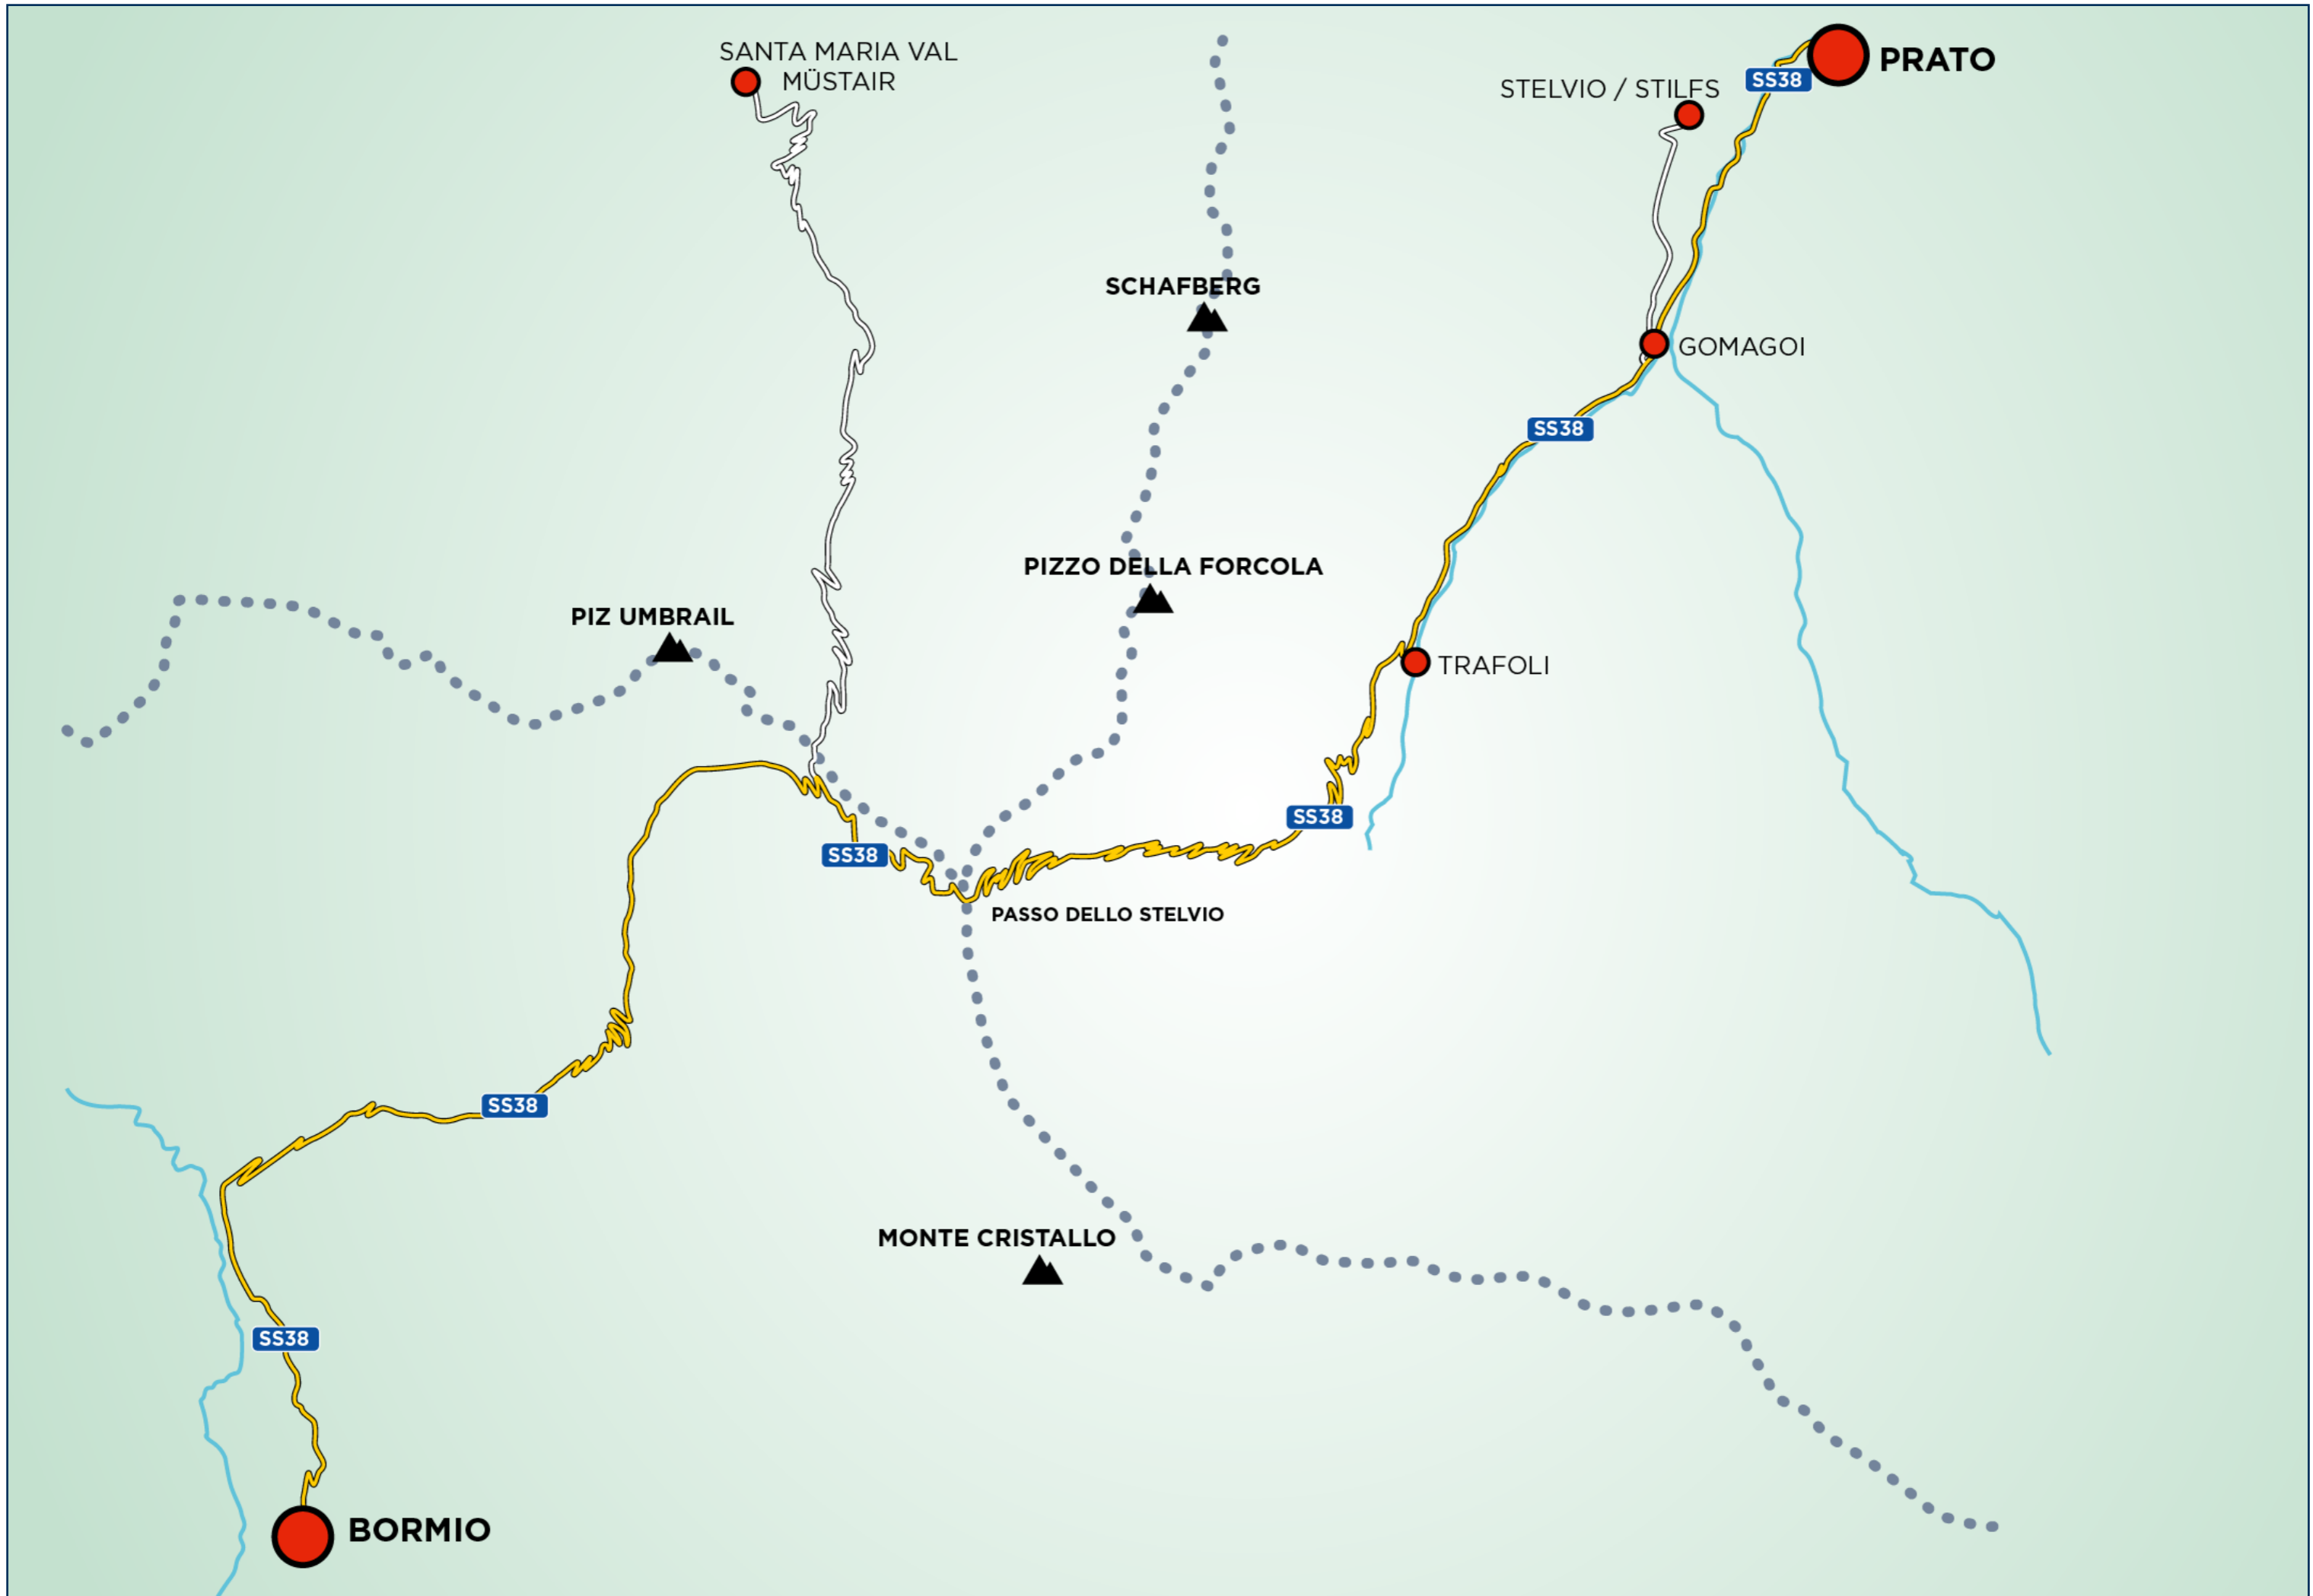 SANTA MARIA VAL
MÜSTAIR
PRATO
SS38
STELVIO / STILFS
SCHAFBERG
GOMAGOI
SS38
PIZZO DELLA FORCOLA
PIZ UMBRAIL
TRAFOLI
SS38
SS38
PASSO DELLO STELVIO
SS38
MONTE CRISTALLO
SS38
BORMIO